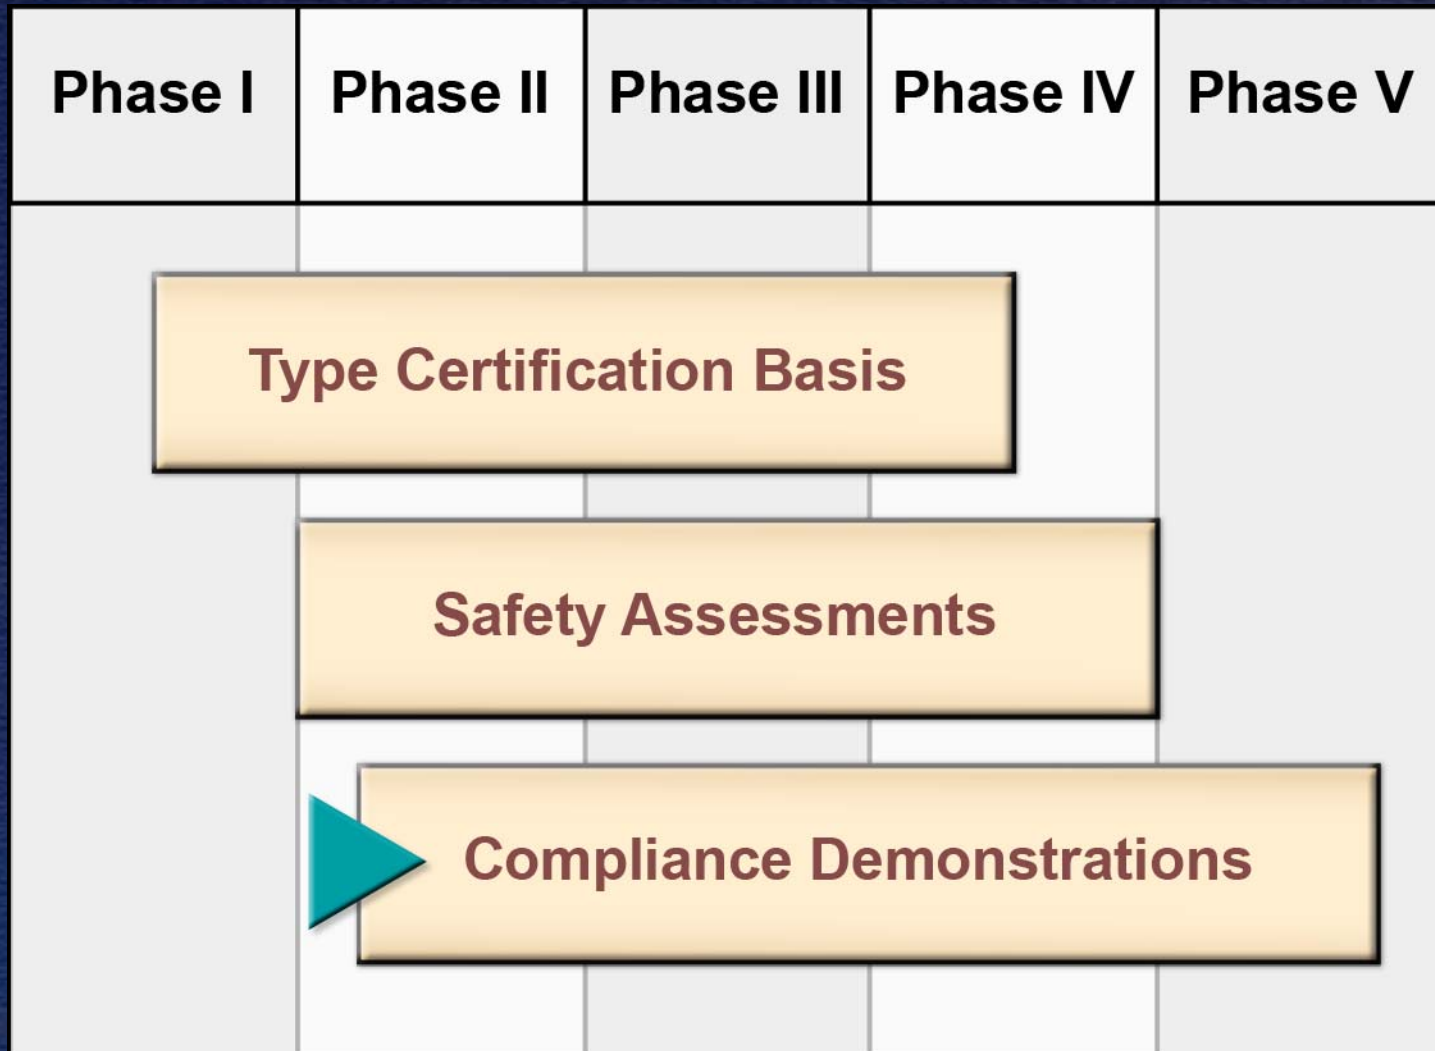 Phase I Phase II Phase III Phase IV Phase V
Type Certification Basis
Safety Assessments
Compliance Demonstrations